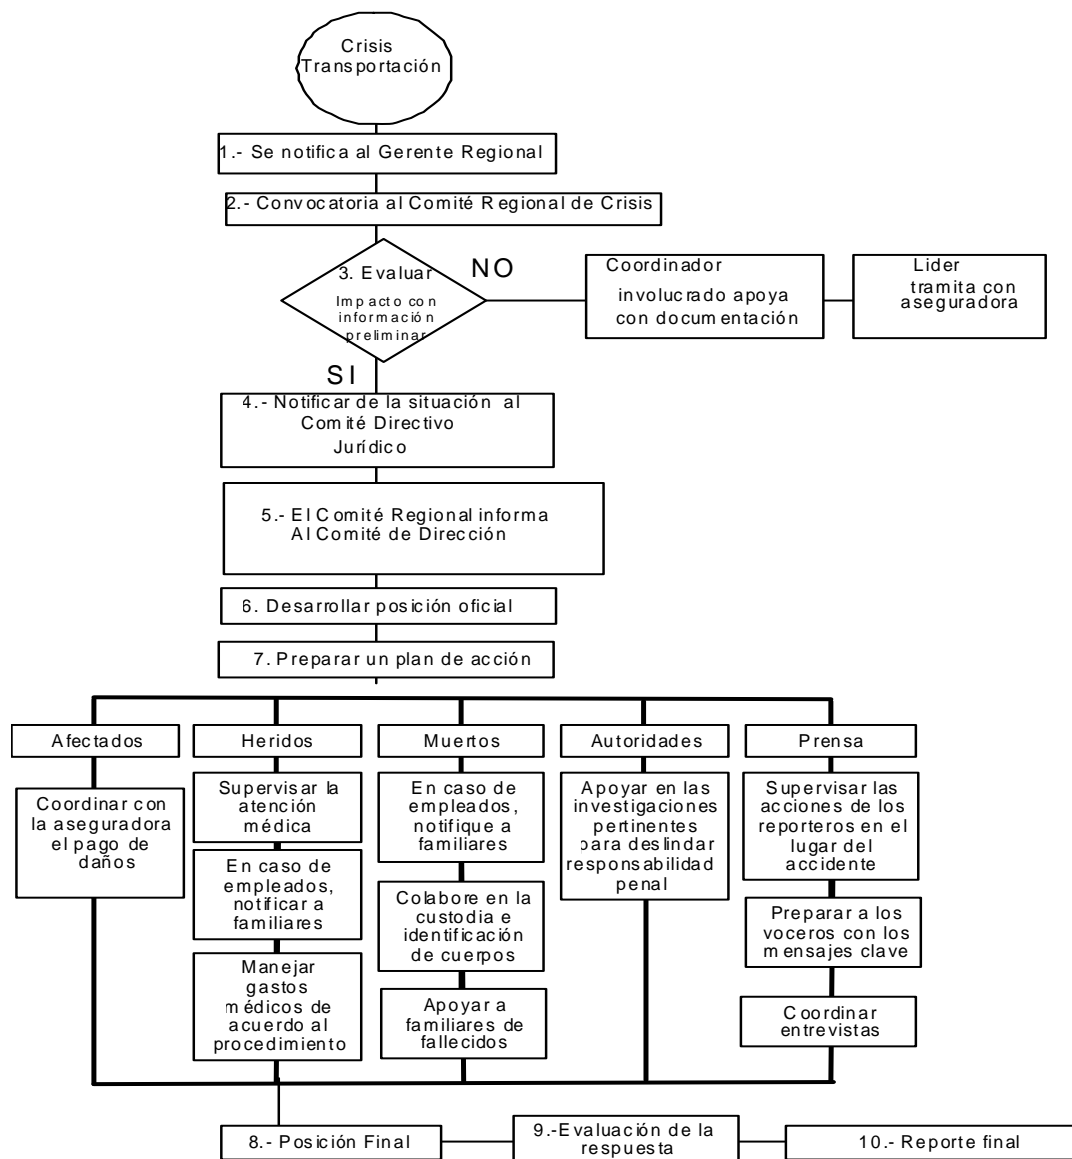 Crisis
Transportación
1.- Se notifica al Gerente Regional
2.- Convocatoria al Comité Regional de Crisis
3. Evaluar
Impacto con
información
preliminar
NO
Coordinador
involucrado apoya
con documentación
Lider
tramita con
aseguradora
SI
4.- Notificar de la situación al
Comité Directivo
Jurídico
5.- El Comité Regional informa
Al Comité de Dirección
6. Desarrollar posición oficial
7. Preparar un plan de acción
Afectados
Coordinar con
la aseguradora
el pago de
daños
Heridos
Supervisar la
atención
médica
En caso de
empleados,
notificar a
familiares
Manejar
gastos
médicos de
acuerdo al
procedimiento
Muertos
En caso de
empleados,
notifique a
familiares
Colabore en la
custodia e
identificación
de cuerpos
Apoyar a
familiares de
fallecidos
Autoridades
Apoyar en las
investigaciones
pertinentes
para deslindar
responsabilidad
penal
Prensa
Supervisar las
acciones de los
reporteros en el
lugar del
accidente
Preparar a los
voceros con los
mensajes clave
Coordinar
entrevistas
8.- Posición Final
9.-Evaluación de la
respuesta
10.- Reporte final